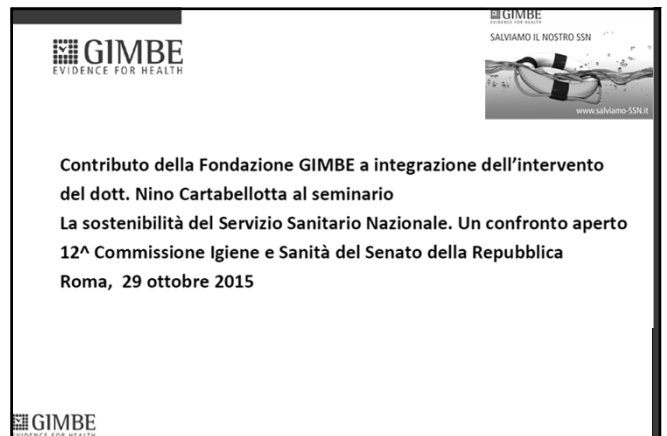 GIMBE
EVIDENCE FOR HEALTH
GIMBE
EVIDENCE FOR HEALTH
SALVIAMO IL NOSTRO SSN
www.salviamo-SSN.it
Contributo della Fondazione GIMBE a integrazione dell’intervento
del dott. Nino Cartabellotta al seminario
La sostenibilità del Servizio Sanitario Nazionale. Un confronto aperto
12^ Commissione Igiene e Sanità del Senato della Repubblica
Roma, 29 ottobre 2015
GIMBE
EVIDENCE FOR HEALTH